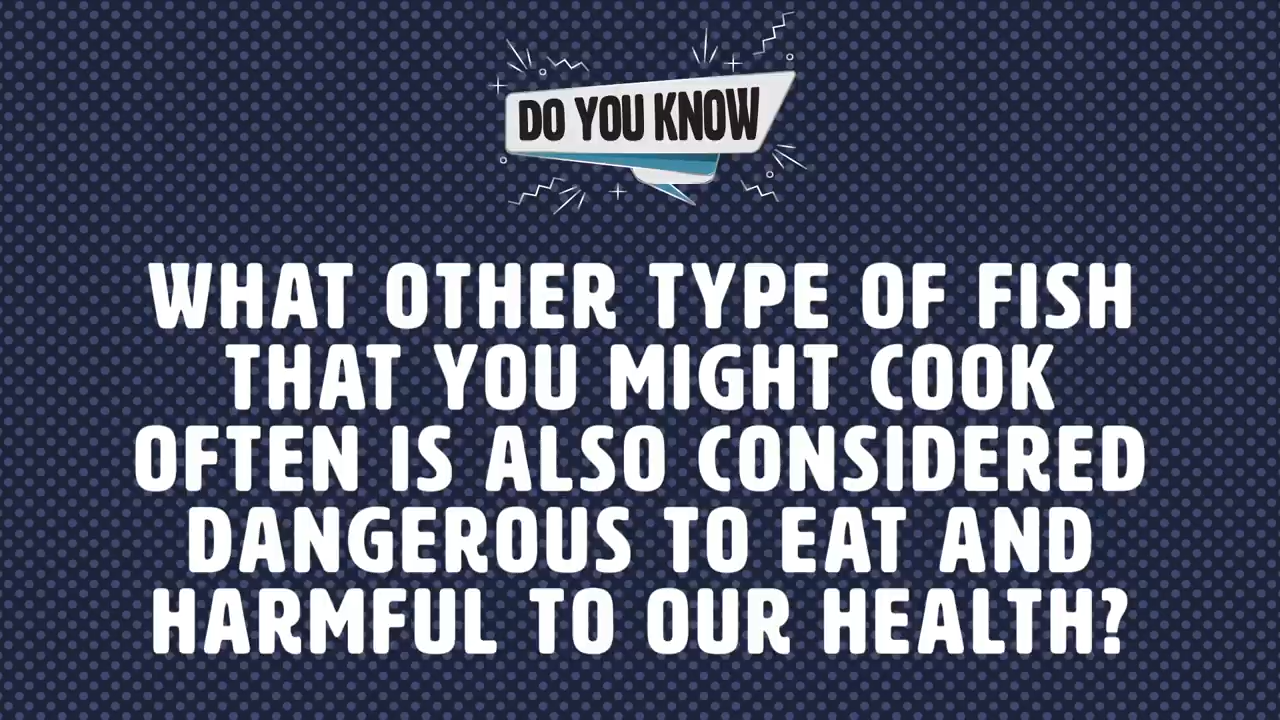 DO YOU KNOW
WHAT OTHER TYPE OF FISH
THAT YOU MIGHT COOK
OFTEN IS ALSO CONSIDERED
DANGEROUS TO EAT AND
HARMFUL TO OUR HEALTH?